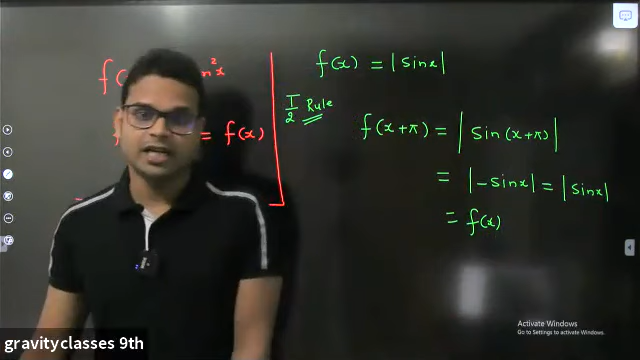 f(x) = |sinx|
T/2 Rule
= f(x)
f(x+π) = |sin(x+π)|
= |-sinx| = |sinx|
= f(x)
Activate Windows
Go to Settings to activate Windows.
gravityclasses 9th